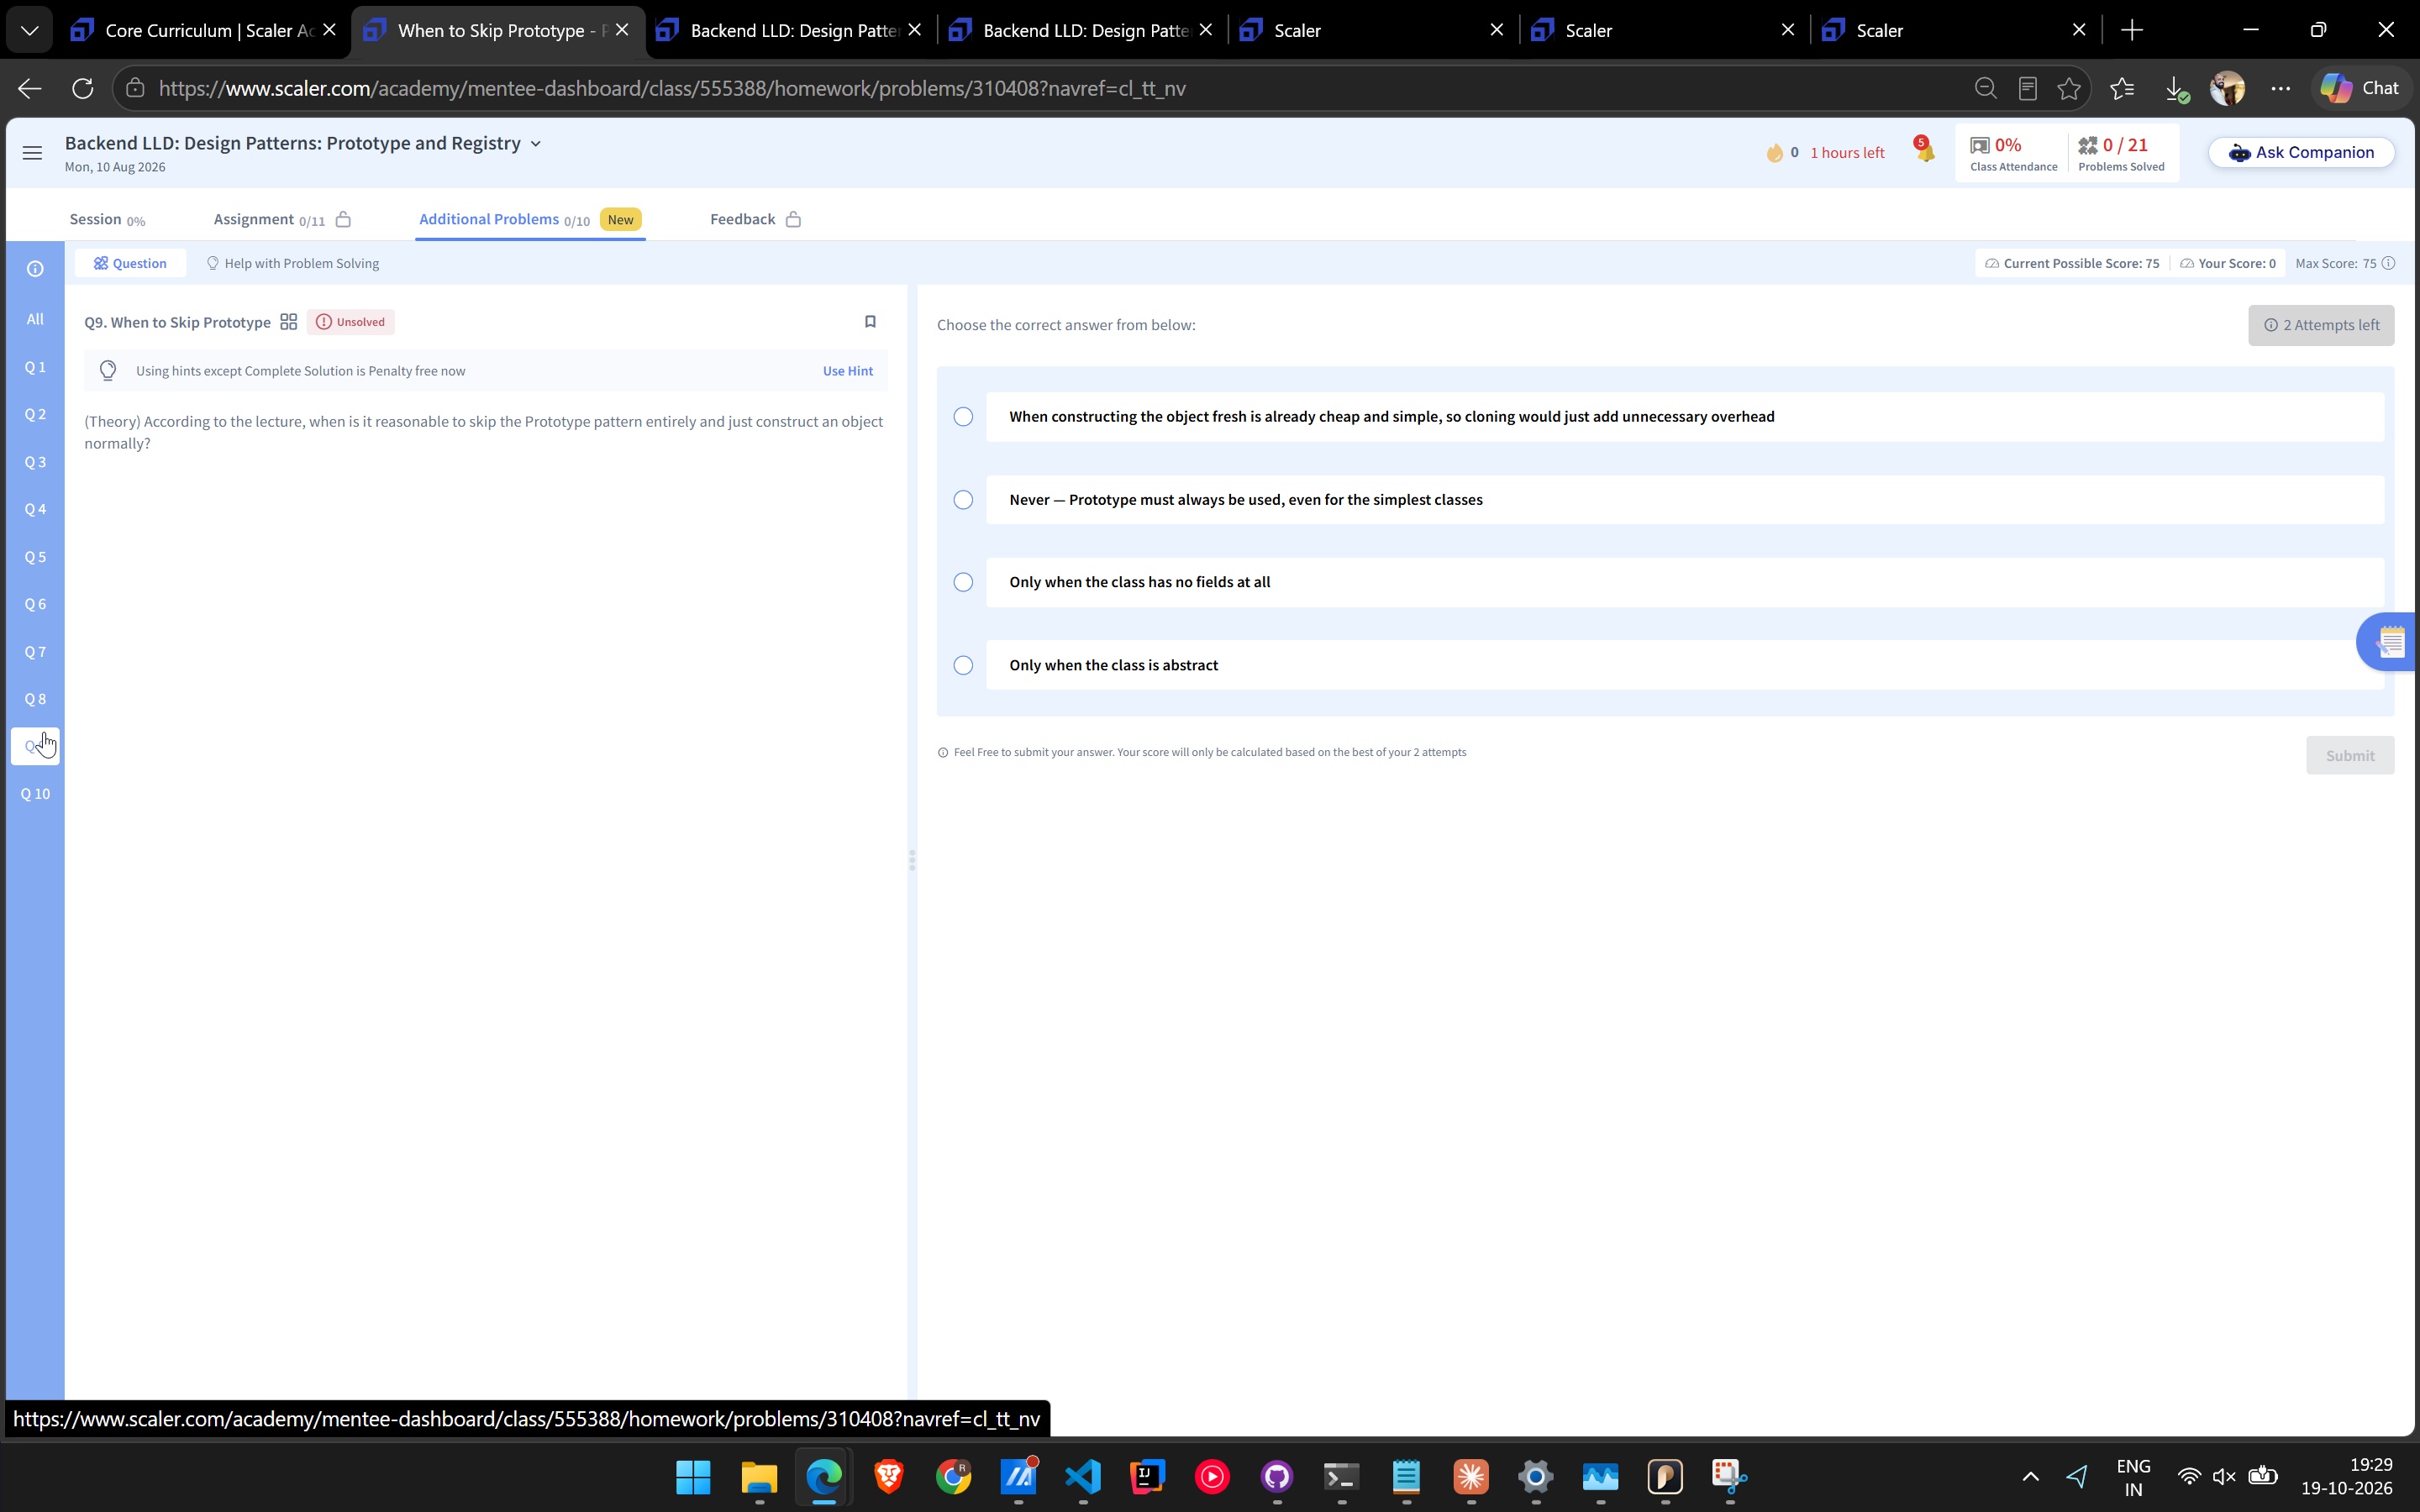 Core Curriculum | Scaler Ac
When to Skip Prototype - P
Backend LLD: Design Patte
Backend LLD: Design Patte
Scaler
Scaler
Scaler
https://www.scaler.com/academy/mentee-dashboard/class/555388/homework/problems/310408?navref=cl_tt_nv
Chat
Backend LLD: Design Patterns: Prototype and Registry
Mon, 10 Aug 2026
0 1 hours left
5
0%
Class Attendance
0 / 21
Problems Solved
Ask Companion
Session 0%
Assignment 0/11
Additional Problems 0/10 New
Feedback
Question
Help with Problem Solving
Current Possible Score: 75
Your Score: 0
Max Score: 75
All
Q 1
Q 2
Q 3
Q 4
Q 5
Q 6
Q 7
Q 8
Q
Q 10
Q9. When to Skip Prototype
Unsolved
Using hints except Complete Solution is Penalty free now
Use Hint
(Theory) According to the lecture, when is it reasonable to skip the Prototype pattern entirely and just construct an object
normally?
Choose the correct answer from below:
2 Attempts left
When constructing the object fresh is already cheap and simple, so cloning would just add unnecessary overhead
Never — Prototype must always be used, even for the simplest classes
Only when the class has no fields at all
Only when the class is abstract
Feel Free to submit your answer. Your score will only be calculated based on the best of your 2 attempts
Submit
https://www.scaler.com/academy/mentee-dashboard/class/555388/homework/problems/310408?navref=cl_tt_nv
R
IJ
ENG
IN
19:29
19-10-2026